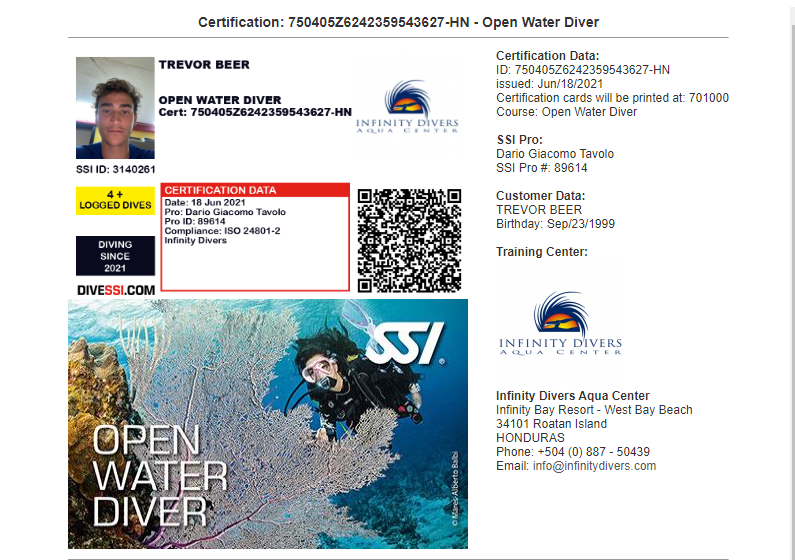 Certification: 750405Z6242359543627-HN - Open Water Diver
TREVOR BEER
OPEN WATER DIVER
Cert: 750405Z6242359543627-HN
INFINITY DIVERS
AQUA CENTER
SSI ID: 3140261
4 +
LOGGED DIVES
DIVING
SINCE
2021
DIVESSI.COM
CERTIFICATION DATA
Date: 18 Jun 2021
Pro: Dario Giacomo Tavolo
Pro ID: 89614
Compliance: ISO 24801-2
Infinity Divers
SSI®
OPEN
WATER
DIVER
© Mares-Alberto Balbi
Certification Data:
ID: 750405Z6242359543627-HN
issued: Jun/18/2021
Certification cards will be printed at: 701000
Course: Open Water Diver
SSI Pro:
Dario Giacomo Tavolo
SSI Pro #: 89614
Customer Data:
TREVOR BEER
Birthday: Sep/23/1999
Training Center:
INFINITY DIVERS
AQUA CENTER
Infinity Divers Aqua Center
Infinity Bay Resort - West Bay Beach
34101 Roatan Island
HONDURAS
Phone: +504 (0) 887 - 50439
Email: info@infinitydivers.com